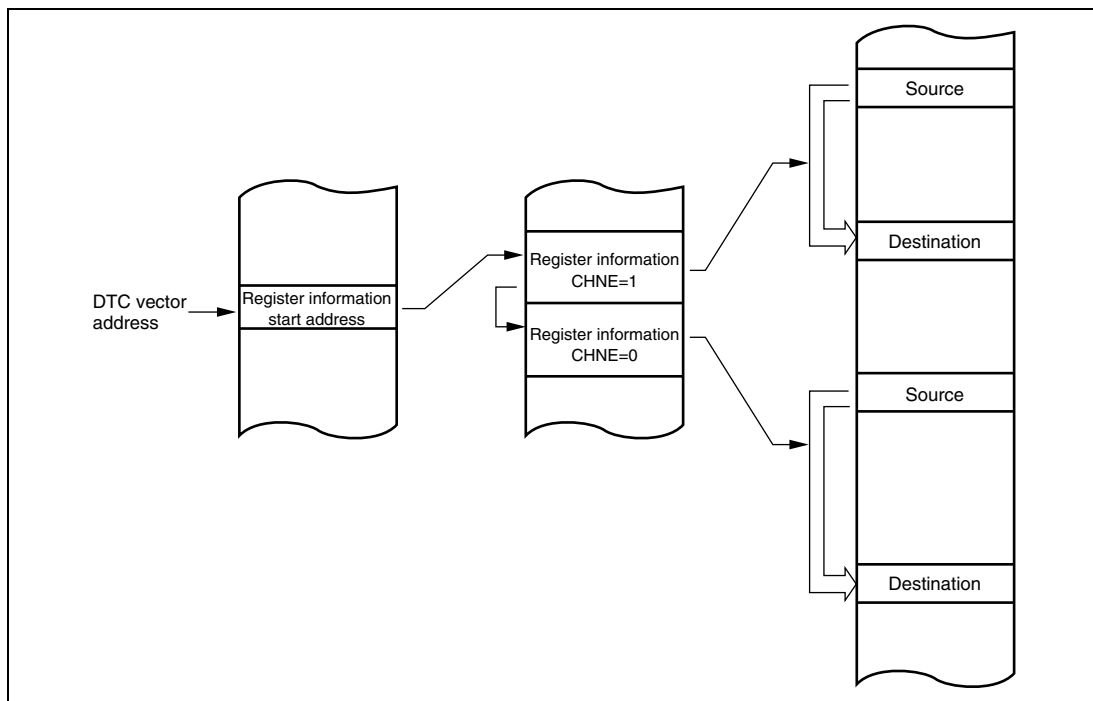 DTC vector
address
Register information
start address
Register information
CHNE=1
Register information
CHNE=0
Source
Destination
Source
Destination